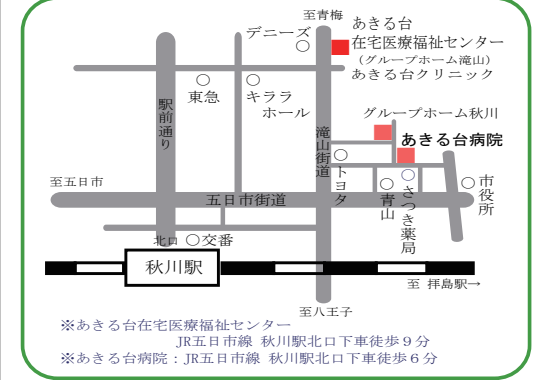 至青梅
デニーズ
あきる台
在宅医療福祉センター
（グループホーム滝山）
あきる台クリニック
東急
キララ
ホール
駅前通り
グループホーム秋川
あきる台病院
滝山街道
トヨタ
至五日市
五日市街道
青山
さつき薬局
市役所
北口
交番
秋川駅
至 拝島駅→
至八王子
※あきる台在宅医療福祉センター
JR五日市線 秋川駅北口下車徒歩９分
※あきる台病院：JR五日市線 秋川駅北口下車徒歩６分